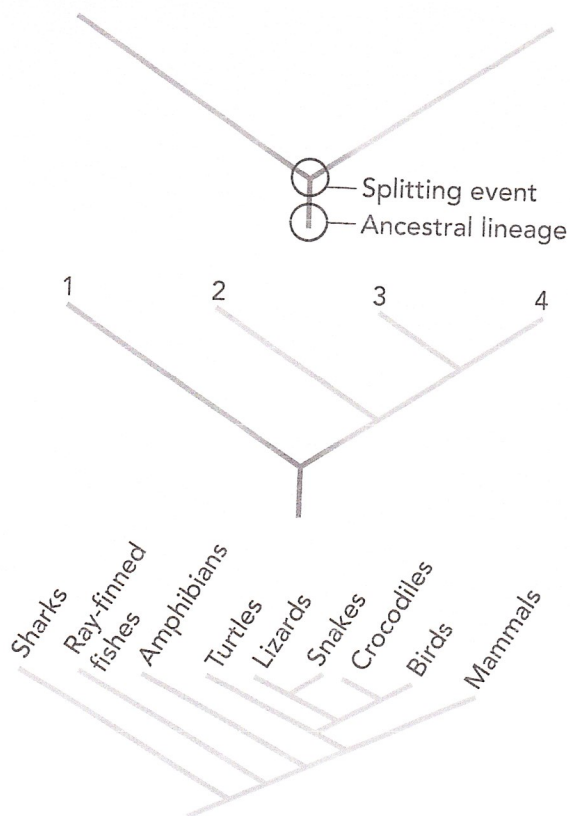 Splitting event
Ancestral lineage
1
2
3
4
Sharks
Ray-finned
fishes
Amphibians
Turtles
Lizards
Snakes
Crocodiles
Birds
Mammals